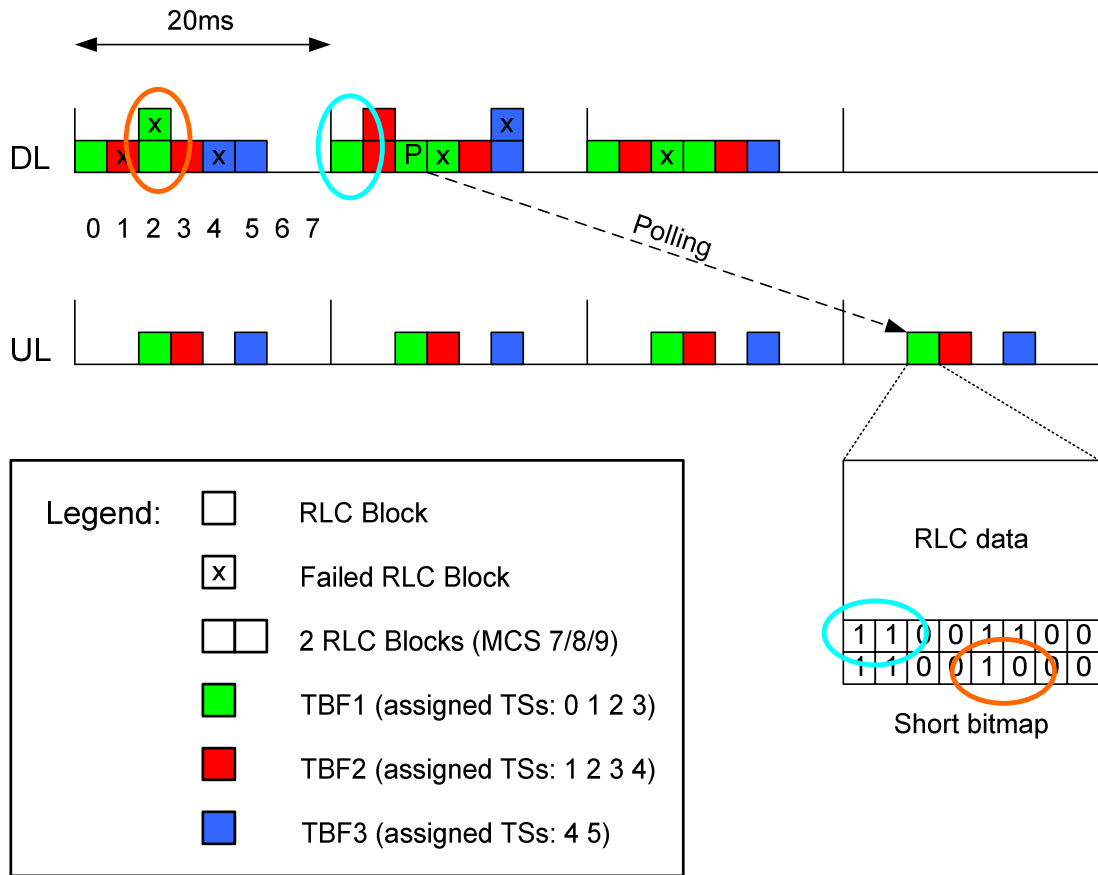 20ms
x
x
DL
x
x
P
x
x
0 1 2 3 4 5 6 7
Polling
UL
Legend:
RLC Block
x
Failed RLC Block
2 RLC Blocks (MCS 7/8/9)
TBF1 (assigned TSs: 0 1 2 3)
TBF2 (assigned TSs: 1 2 3 4)
TBF3 (assigned TSs: 4 5)
RLC data
1 1 0 0 1 1 0 0
1 1 0 0 1 0 0 0
Short bitmap